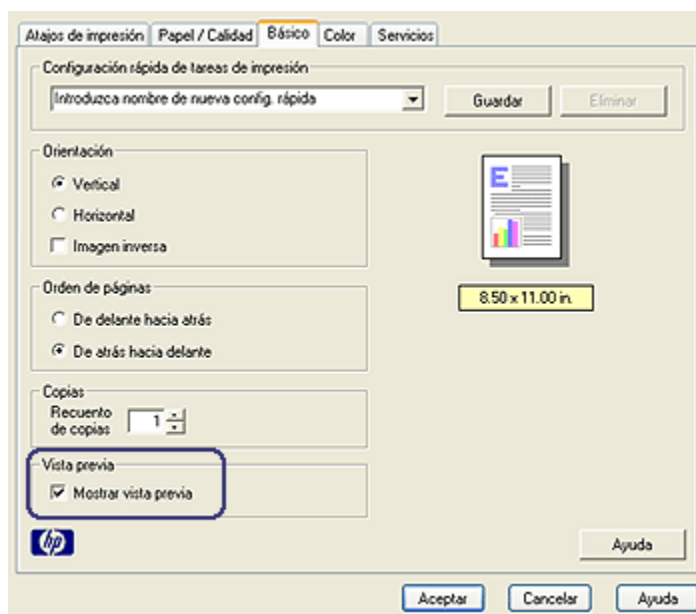 Atajos de impresión Papel / Calidad Básico Color Servicios
Configuración rápida de tareas de impresión
Introduzca nombre de nueva config. rápida Guardar Eliminar
Orientación
Vertical
Horizontal
Imagen inversa
E
8.50 x 11.00 in.
Orden de páginas
De delante hacia atrás
De atrás hacia delante
Copias
Recuento
de copias 1
Vista previa
Mostrar vista previa
hp Ayuda
Aceptar Cancelar Ayuda